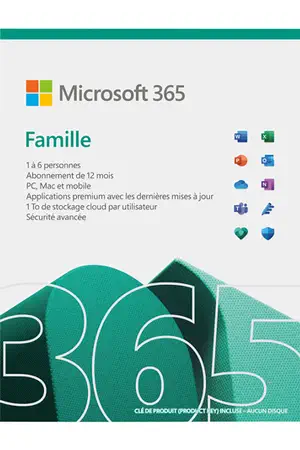 Microsoft 365
Famille
1 à 6 personnes
Abonnement de 12 mois
PC, Mac et mobile
Applications premium avec les dernières mises à jour
1 To de stockage cloud par utilisateur
Sécurité avancée
365
CLÉ DE PRODUIT (PRODUCT KEY) INCLUSE – AUCUN DISQUE